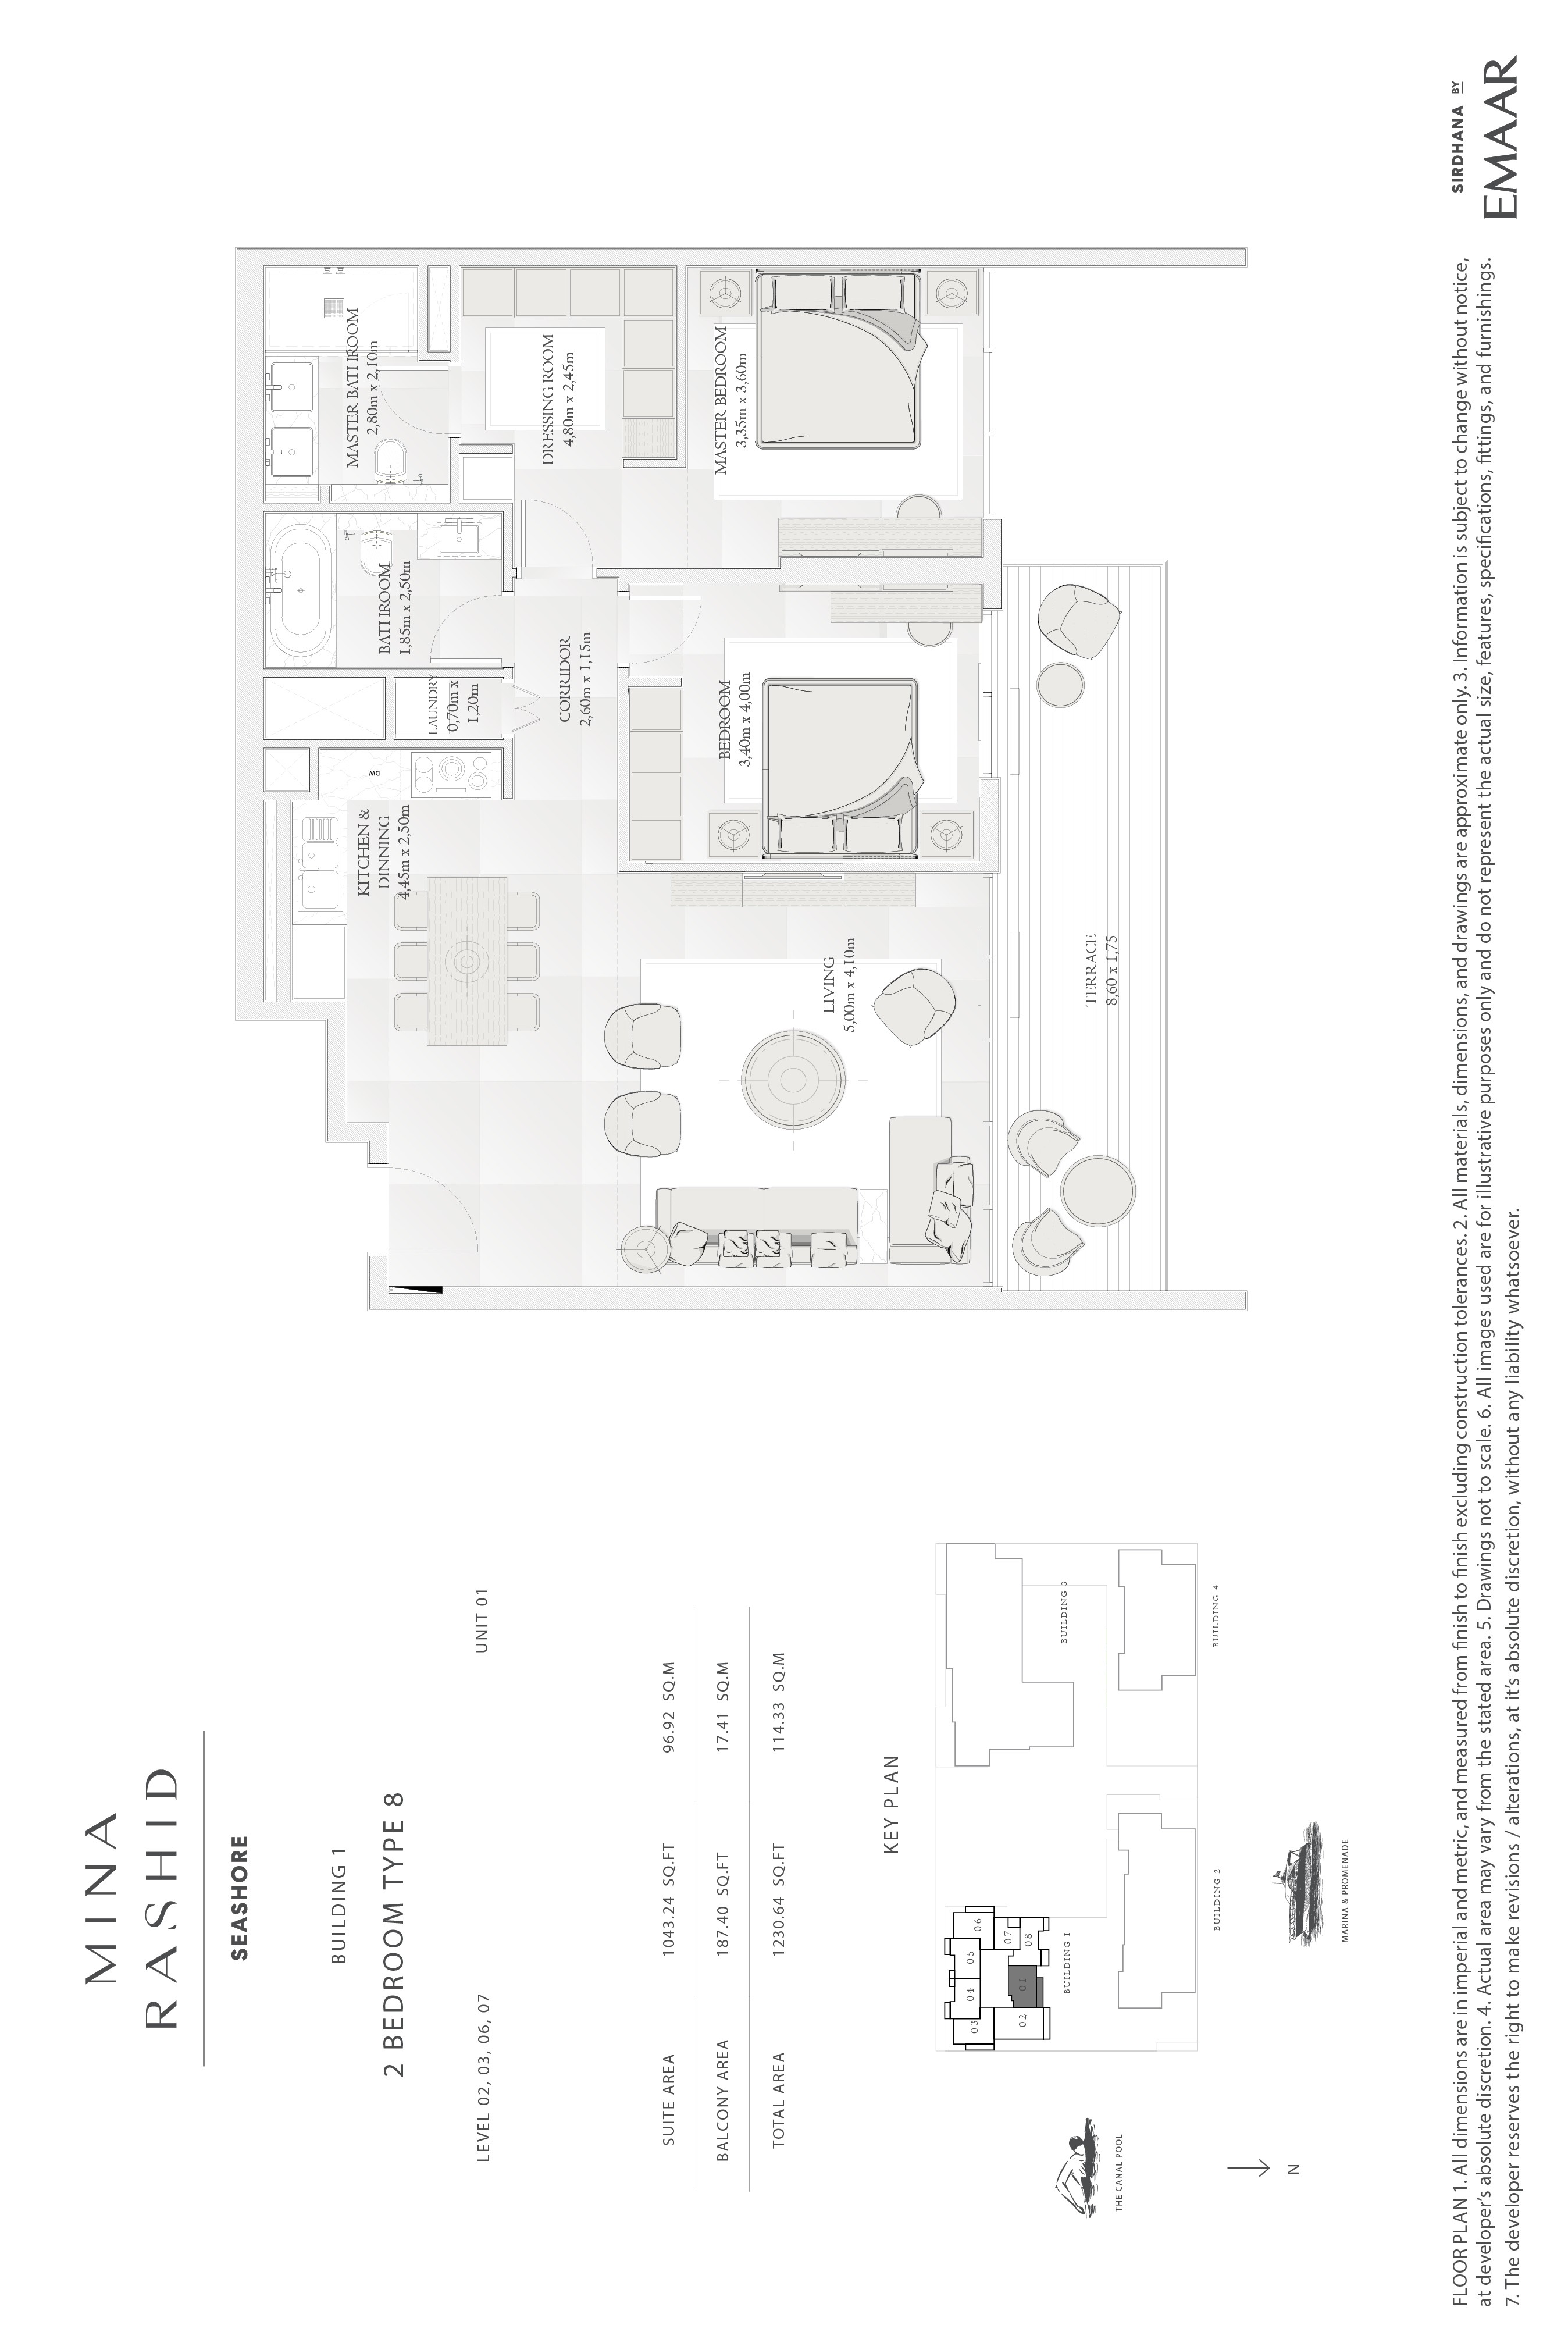 MINA
RASHID
SEASHORE
BUILDING 1
2 BEDROOM TYPE 8
LEVEL 02, 03, 06, 07
UNIT 01
SUITE AREA 1043.24 SQ.FT 96.92 SQ.M
BALCONY AREA 187.40 SQ.FT 17.41 SQ.M
TOTAL AREA 1230.64 SQ.FT 114.33 SQ.M
KEY PLAN
03
04
05
06
07
08
02
01
BUILDING 1
BUILDING 2
BUILDING 3
BUILDING 4
THE CANAL POOL
MARINA & PROMENADE
N
KITCHEN &
DINNING
4,45m x 2,50m
DW
LAUNDRY
0,70m x
1,20m
BATHROOM
1,85m x 2,50m
MASTER BATHROOM
2,80m x 2,10m
DRESSING ROOM
4,80m x 2,45m
CORRIDOR
2,60m x 1,15m
MASTER BEDROOM
3,35m x 3,60m
BEDROOM
3,40m x 4,00m
LIVING
5,00m x 4,10m
TERRACE
8,60 x 1,75
FLOOR PLAN 1. All dimensions are in imperial and metric, and measured from finish to finish excluding construction tolerances. 2. All materials, dimensions, and drawings are approximate only. 3. Information is subject to change without notice,
at developer's absolute discretion. 4. Actual area may vary from the stated area. 5. Drawings not to scale. 6. All images used are for illustrative purposes only and do not represent the actual size, features, specifications, fittings, and furnishings.
7. The developer reserves the right to make revisions / alterations, at it's absolute discretion, without any liability whatsoever.
SIRDHANA BY
EMAAR